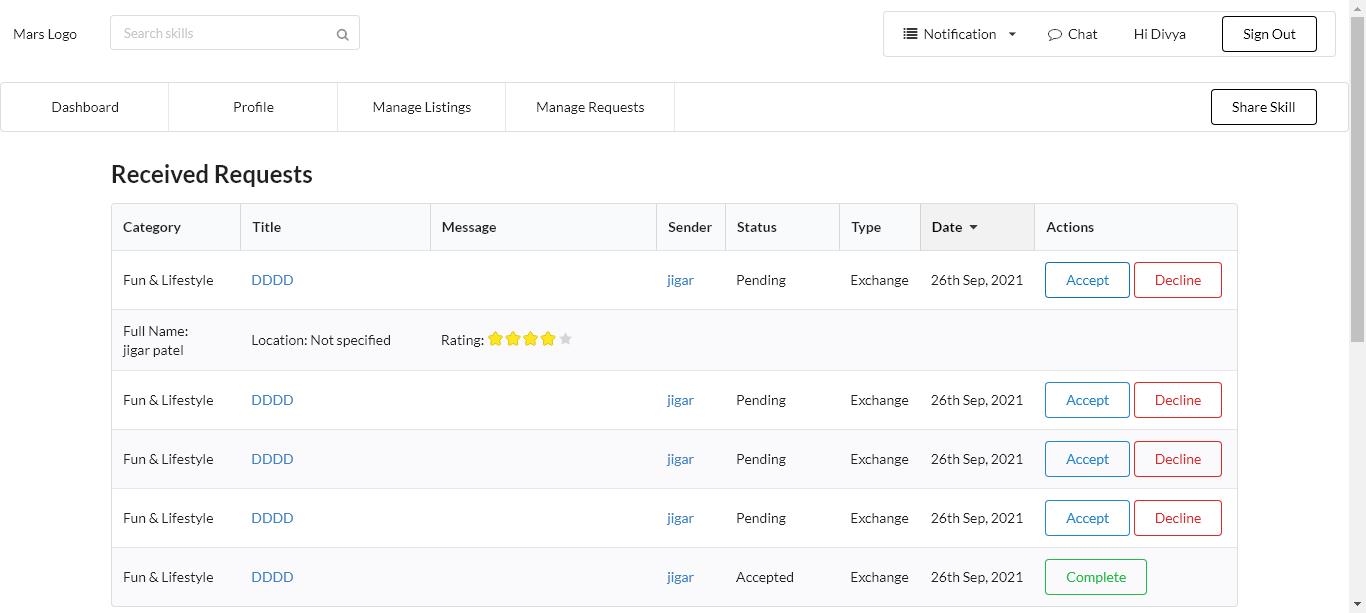 Mars Logo Search skills Notification Chat Hi Divya Sign Out
Dashboard Profile Manage Listings Manage Requests Share Skill
Received Requests
Category Title Message Sender Status Type Date Actions
Fun & Lifestyle DDDD jigar Pending Exchange 26th Sep, 2021 Accept Decline
Full Name:
jigar patel Location: Not specified Rating:
Fun & Lifestyle DDDD jigar Pending Exchange 26th Sep, 2021 Accept Decline
Fun & Lifestyle DDDD jigar Pending Exchange 26th Sep, 2021 Accept Decline
Fun & Lifestyle DDDD jigar Pending Exchange 26th Sep, 2021 Accept Decline
Fun & Lifestyle DDDD jigar Accepted Exchange 26th Sep, 2021 Complete